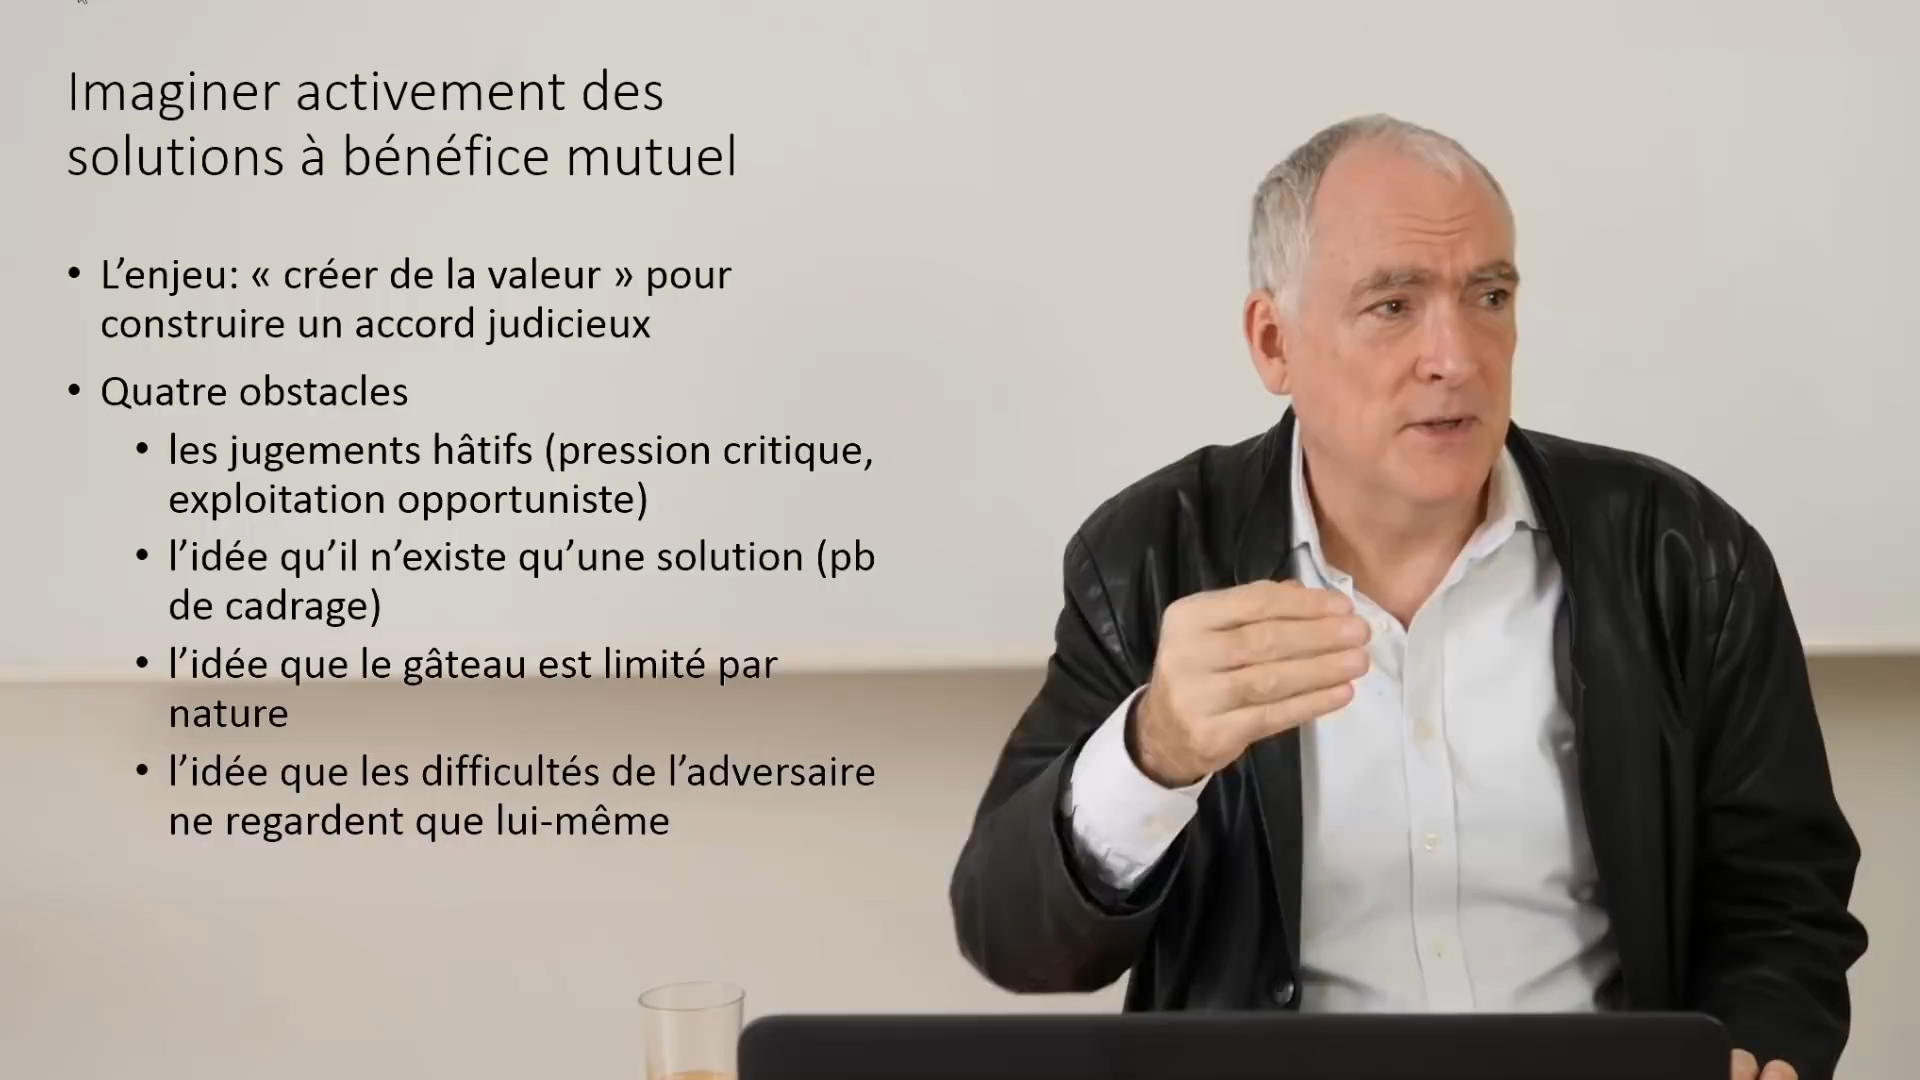 Imaginer activement des
solutions à bénéfice mutuel
• L’enjeu: « créer de la valeur » pour
construire un accord judicieux
• Quatre obstacles
• les jugements hâtifs (pression critique,
exploitation opportuniste)
• l’idée qu’il n’existe qu’une solution (pb
de cadrage)
• l’idée que le gâteau est limité par
nature
• l’idée que les difficultés de l’adversaire
ne regardent que lui-même